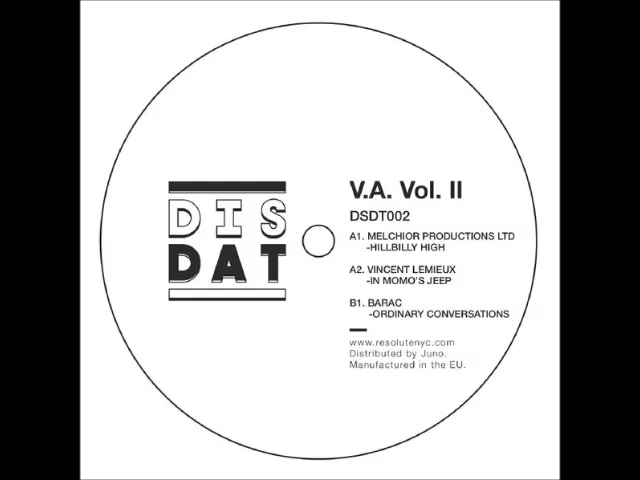 DIS
DAT
V.A. Vol. II
DSDT002
A1. MELCHIOR PRODUCTIONS LTD
-HILLBILLY HIGH
A2. VINCENT LEMIEUX
-IN MOMO'S JEEP
B1. BARAC
-ORDINARY CONVERSATIONS
www.resolutenyc.com
Distributed by Juno.
Manufactured in the EU.